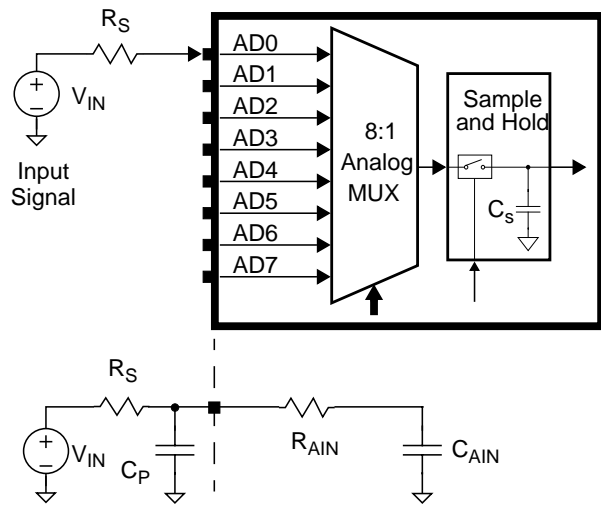 R_S
V_IN
Input
Signal
AD0
AD1
AD2
AD3
AD4
AD5
AD6
AD7
8:1
Analog
MUX
Sample
and Hold
C_s
R_S
V_IN
C_P
R_AIN
C_AIN